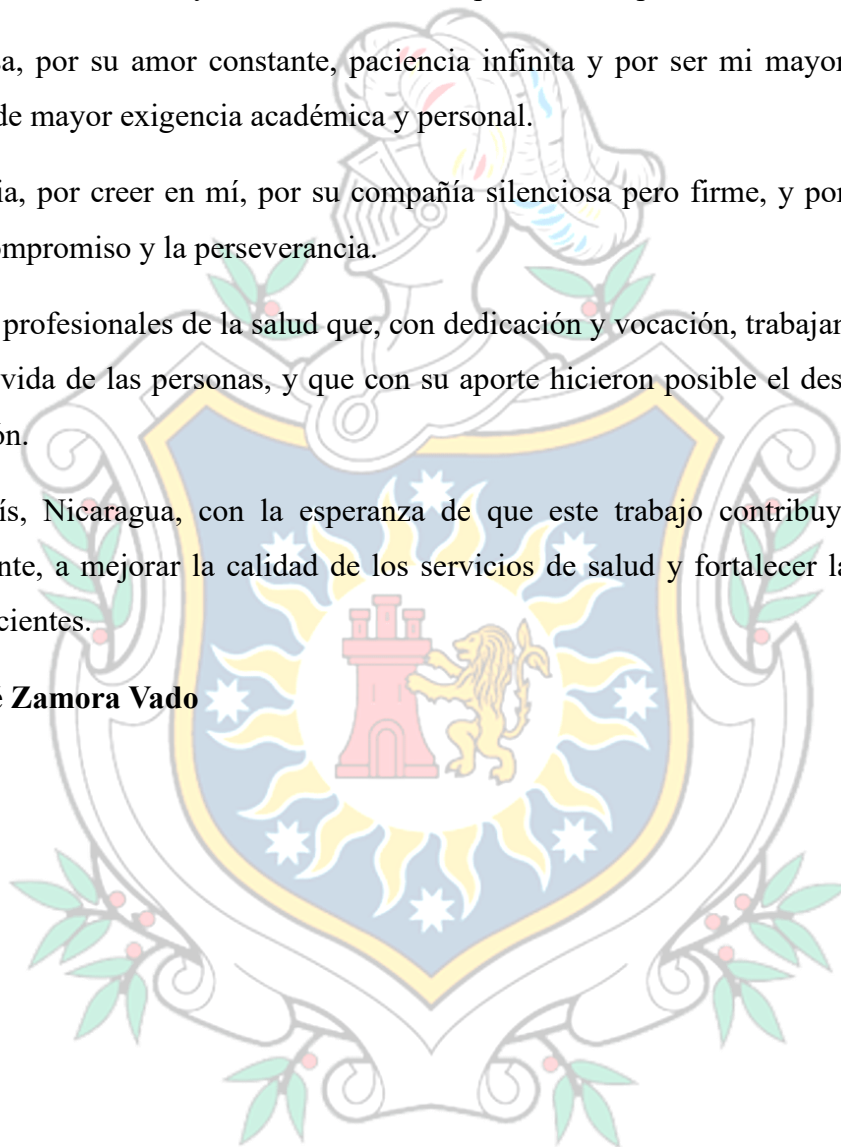 a, por su amor constante, paciencia infinita y por ser mi mayor
de mayor exigencia académica y personal.
ia, por creer en mí, por su compañía silenciosa pero firme, y por
ompromiso y la perseverancia.
profesionales de la salud que, con dedicación y vocación, trabajan
vida de las personas, y que con su aporte hicieron posible el des
ón.
ís, Nicaragua, con la esperanza de que este trabajo contribuy
nte, a mejorar la calidad de los servicios de salud y fortalecer la
cientes.
Zamora Vado